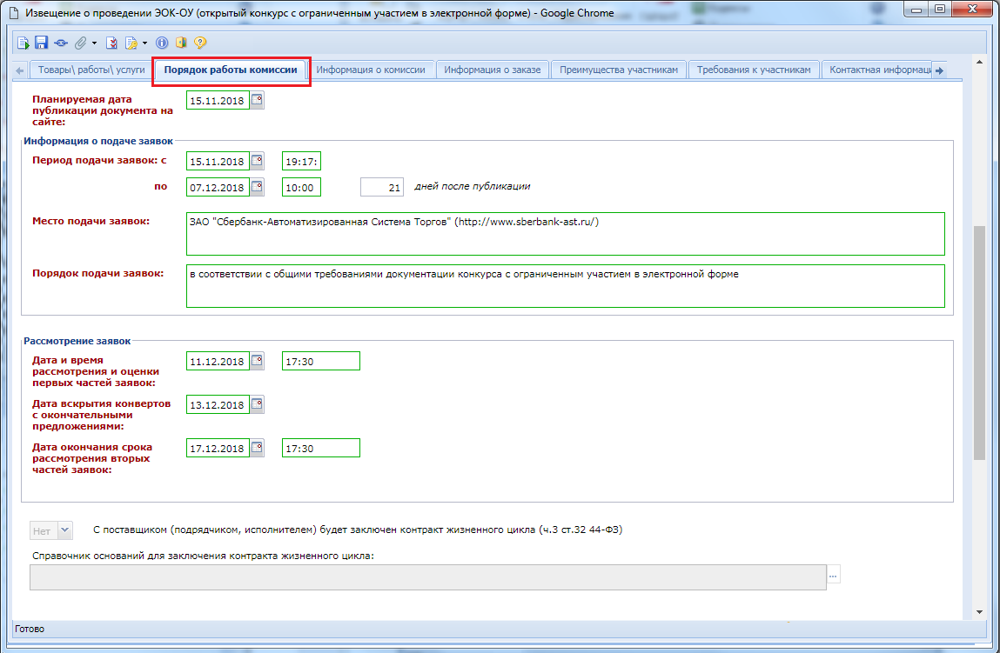 Извещение о проведении ЭОК-ОУ (открытый конкурс с ограниченным участием в электронной форме) - Google Chrome
Товары\ работы\ услуги
Порядок работы комиссии
Информация о комиссии
Информация о заказе
Преимущества участникам
Требования к участникам
Контактная информаци
Планируемая дата
публикации документа на
сайте:
15.11.2018
Информация о подаче заявок
Период подачи заявок: с 15.11.2018 19:17:
по 07.12.2018 10:00 21 дней после публикации
Место подачи заявок: ЗАО "Сбербанк-Автоматизированная Система Торгов" (http://www.sberbank-ast.ru/)
Порядок подачи заявок: в соответствии с общими требованиями документации конкурса с ограниченным участием в электронной форме
Рассмотрение заявок
Дата и время
рассмотрения и оценки
первых частей заявок:
11.12.2018 17:30
Дата вскрытия конвертов
с окончательными
предложениями:
13.12.2018
Дата окончания срока
рассмотрения вторых
частей заявок:
17.12.2018 17:30
Нет С поставщиком (подрядчиком, исполнителем) будет заключен контракт жизненного цикла (ч.3 ст.32 44-ФЗ)
Справочник оснований для заключения контракта жизненного цикла:
...
Готово